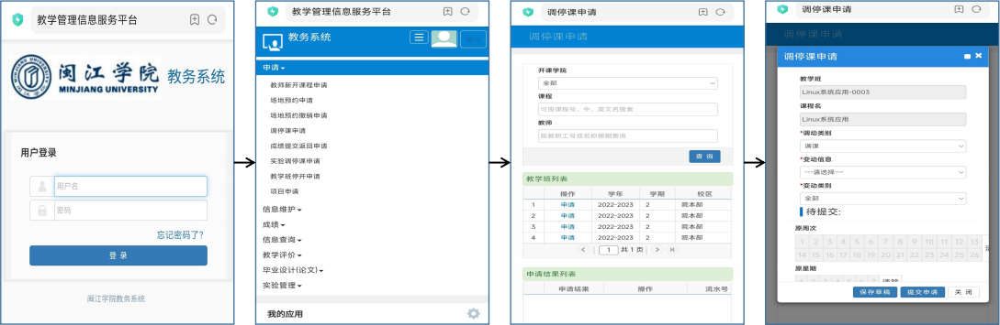 教学管理信息服务平台
闽江学院 教务系统
MINJIANG UNIVERSITY
用户登录
用户名
密码
忘记密码了?
登 录
闽江学院教务系统
教学管理信息服务平台
教务系统
申请
教师新开课程申请
场地预约申请
场地预约撤销申请
调停课申请
成绩提交返回申请
实验调停课申请
教学班停开申请
项目申请
信息维护
成绩
信息查询
教学评价
毕业设计(论文)
实验管理
我的应用
调停课申请
调停课申请
开课学院
全部
课程
可按课程号、中、英文名搜索
教师
按教职工号或名称模糊查询
查 询
教学班列表
操作 学年 学期 校区
1 申请 2022-2023 2 院本部
2 申请 2022-2023 2 院本部
3 申请 2022-2023 2 院本部
4 申请 2022-2023 2 院本部
1 共 1 页
申请结果列表
申请结果 操作 流水号
调停课申请
调停课申请
调停课申请
教学班
Linux系统应用-0003
课程名
Linux系统应用
*调动类别
调课
*变动信息
---请选择---
*变动类别
全部
待提交:
原周次
1 2 3 4 5 6 7 8 9 10 11 12 13
14 15 16 17 18 19 20 21 22 23 24 25 26
原星期
1 2 3 4 5 6 7
保存草稿 提交申请 关 闭